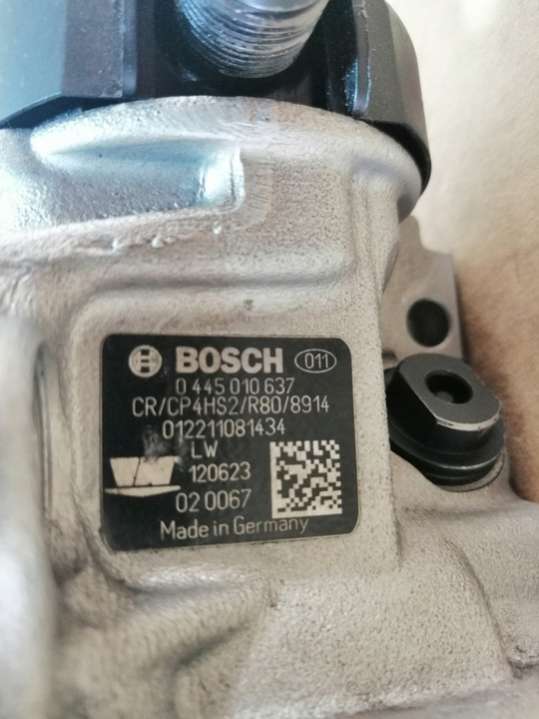 BOSCH 011
0 445 010 637
CR/CP4HS2/R80/8914
012211081434
LW
120623
02 0067
Made in Germany